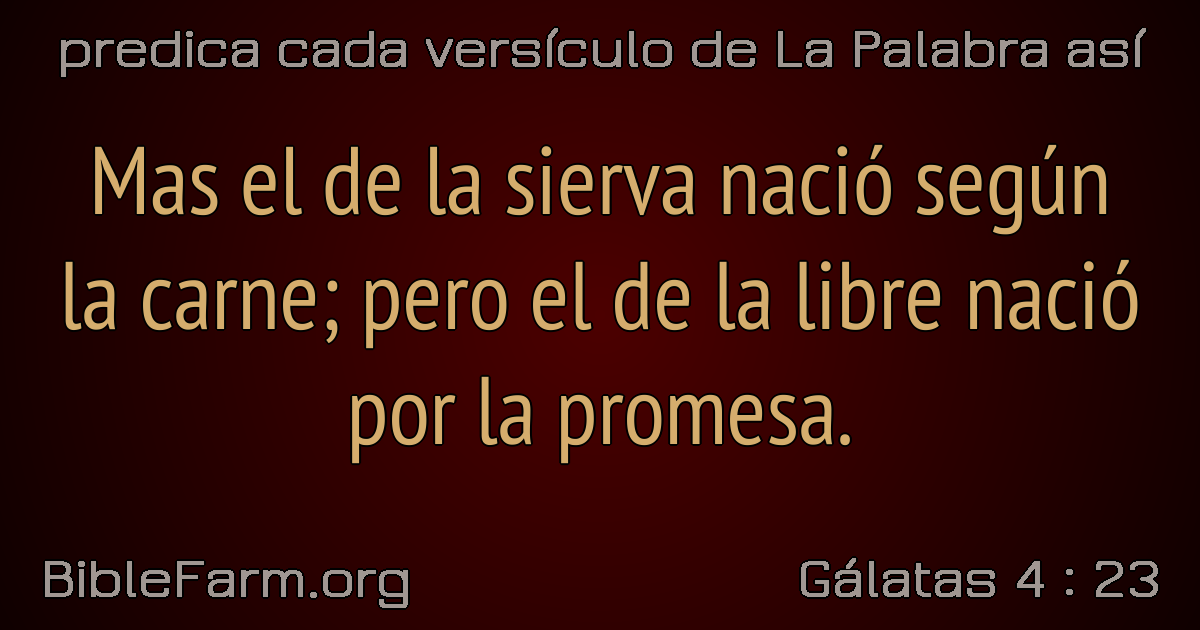 predica cada versículo de La Palabra así
Mas el de la sierva nació según
la carne; pero el de la libre nació
por la promesa.
BibleFarm.org
Gálatas 4 : 23